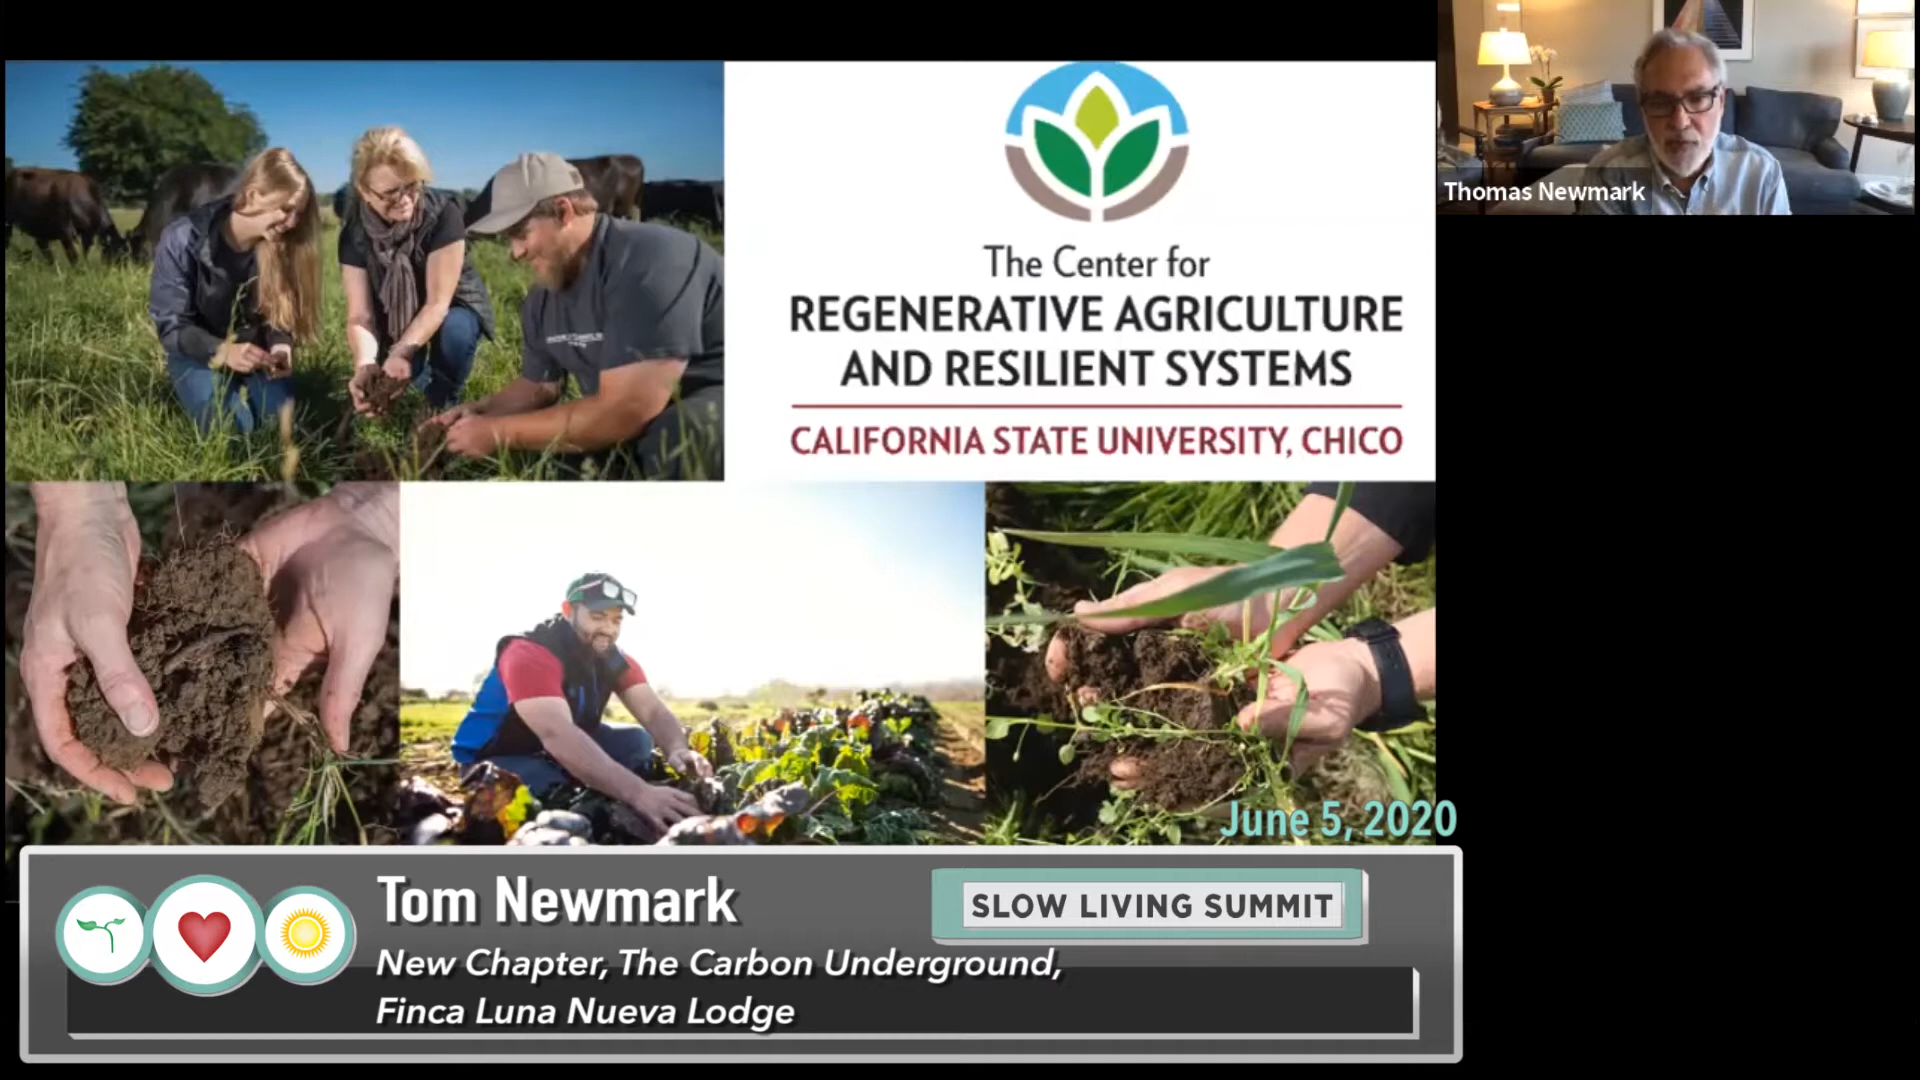 The Center for
REGENERATIVE AGRICULTURE
AND RESILIENT SYSTEMS
CALIFORNIA STATE UNIVERSITY, CHICO
Thomas Newmark
June 5, 2020
Tom Newmark
SLOW LIVING SUMMIT
New Chapter, The Carbon Underground,
Finca Luna Nueva Lodge